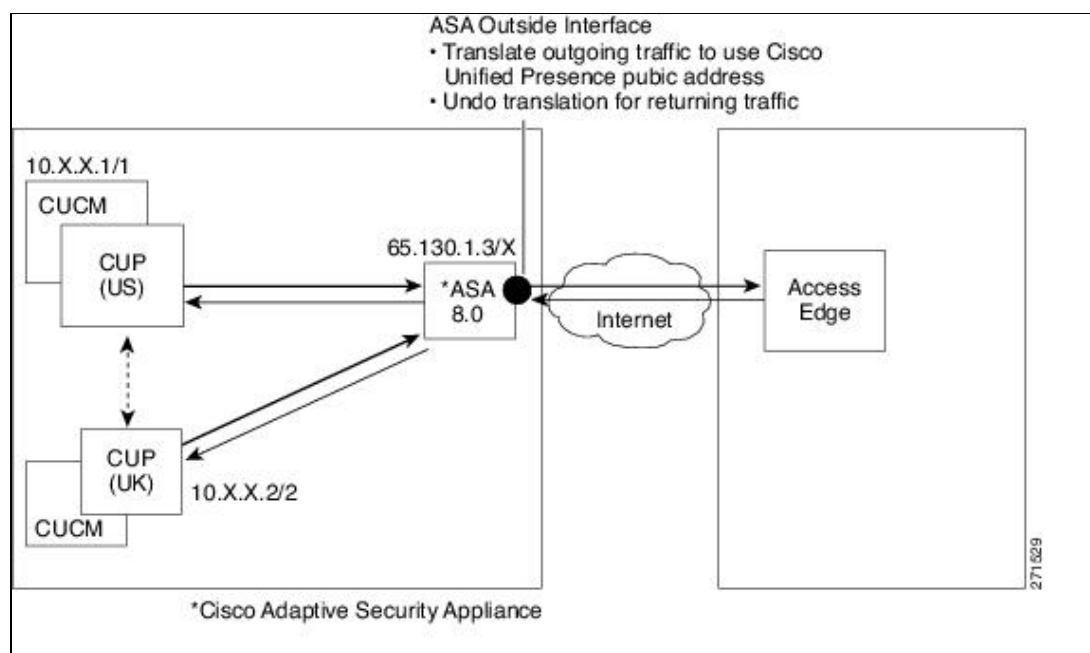 ASA Outside Interface
• Translate outgoing traffic to use Cisco
Unified Presence pubic address
• Undo translation for returning traffic
10.X.X.1/1
CUCM
CUP
(US)
65.130.1.3/X
*ASA
8.0
Internet
Access
Edge
CUP
(UK)
10.X.X.2/2
CUCM
271529
*Cisco Adaptive Security Appliance